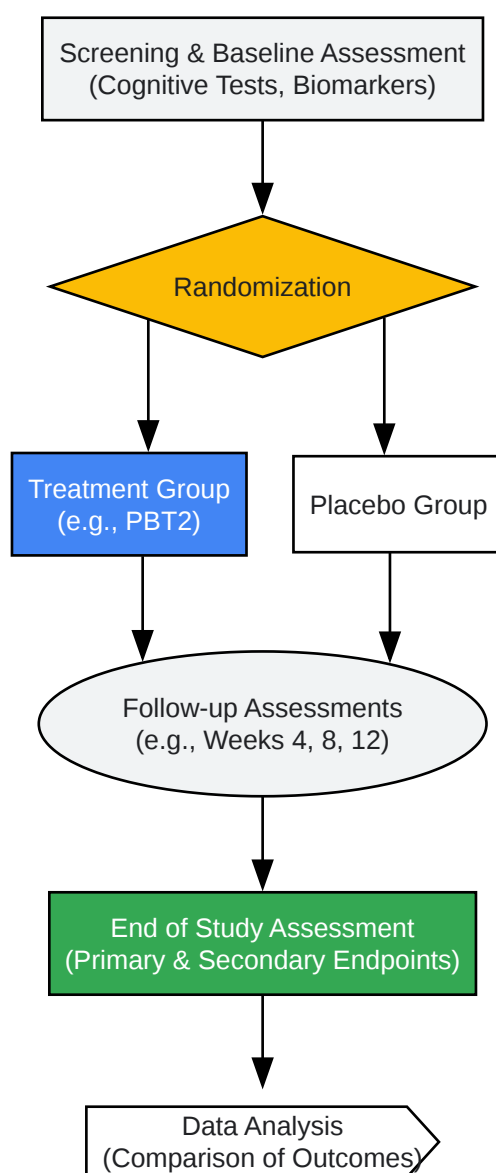 Screening & Baseline Assessment
(Cognitive Tests, Biomarkers)
Randomization
Treatment Group
(e.g., PBT2)
Placebo Group
Follow-up Assessments
(e.g., Weeks 4, 8, 12)
End of Study Assessment
(Primary & Secondary Endpoints)
Data Analysis
(Comparison of Outcomes)